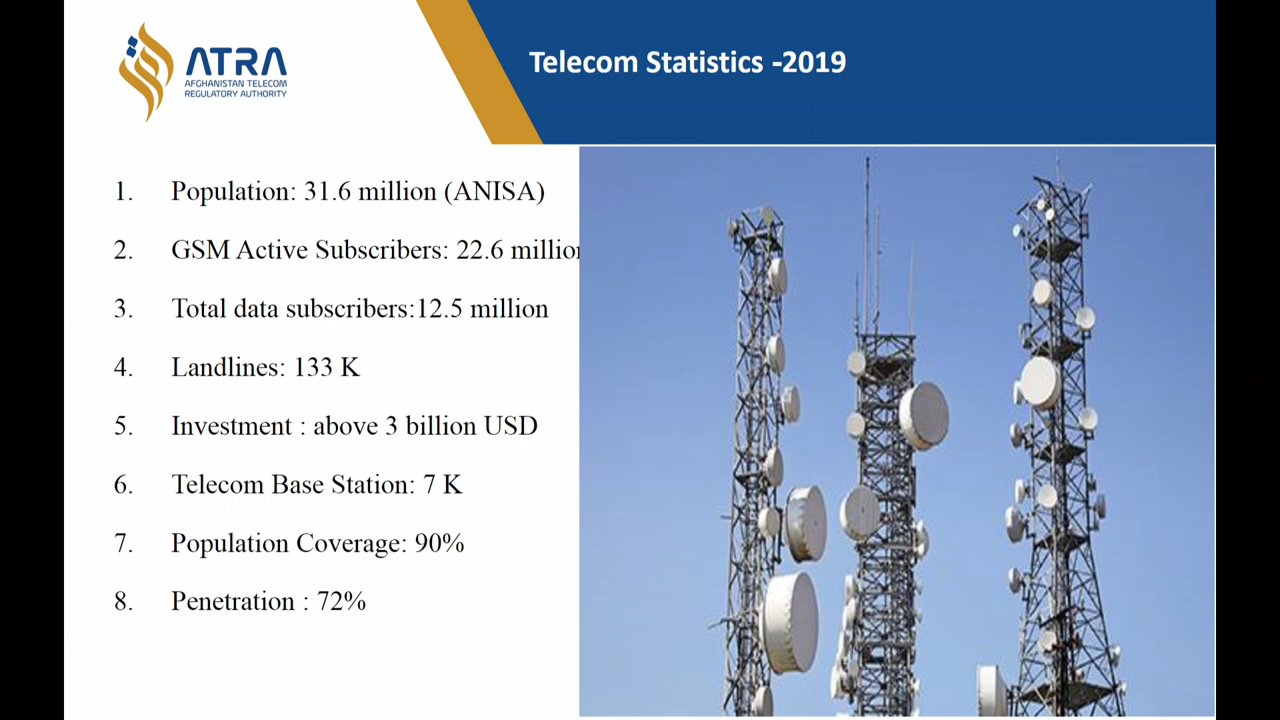 ATRA
AFGHANISTAN TELECOM
REGULATORY AUTHORITY
Telecom Statistics -2019
1. Population: 31.6 million (ANISA)
2. GSM Active Subscribers: 22.6 million
3. Total data subscribers:12.5 million
4. Landlines: 133 K
5. Investment : above 3 billion USD
6. Telecom Base Station: 7 K
7. Population Coverage: 90%
8. Penetration : 72%